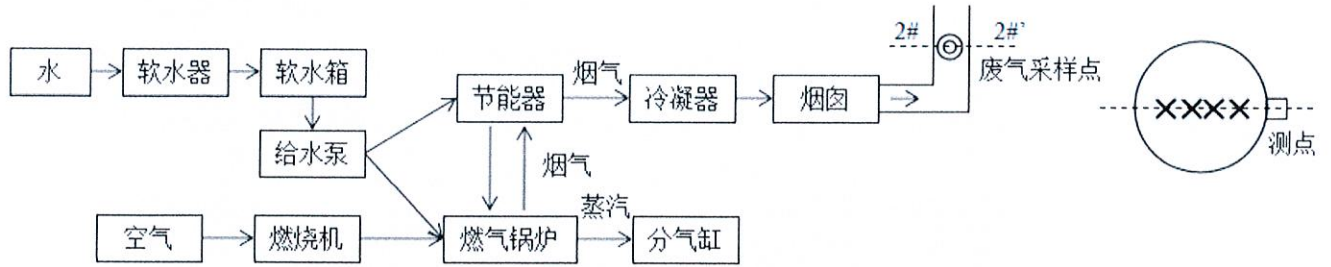 2#
2#'
水
软水器
软水箱
节能器
烟气
冷凝器
烟囱
废气采样点
测点
给水泵
烟气
空气
燃烧机
燃气锅炉
蒸汽
分气缸